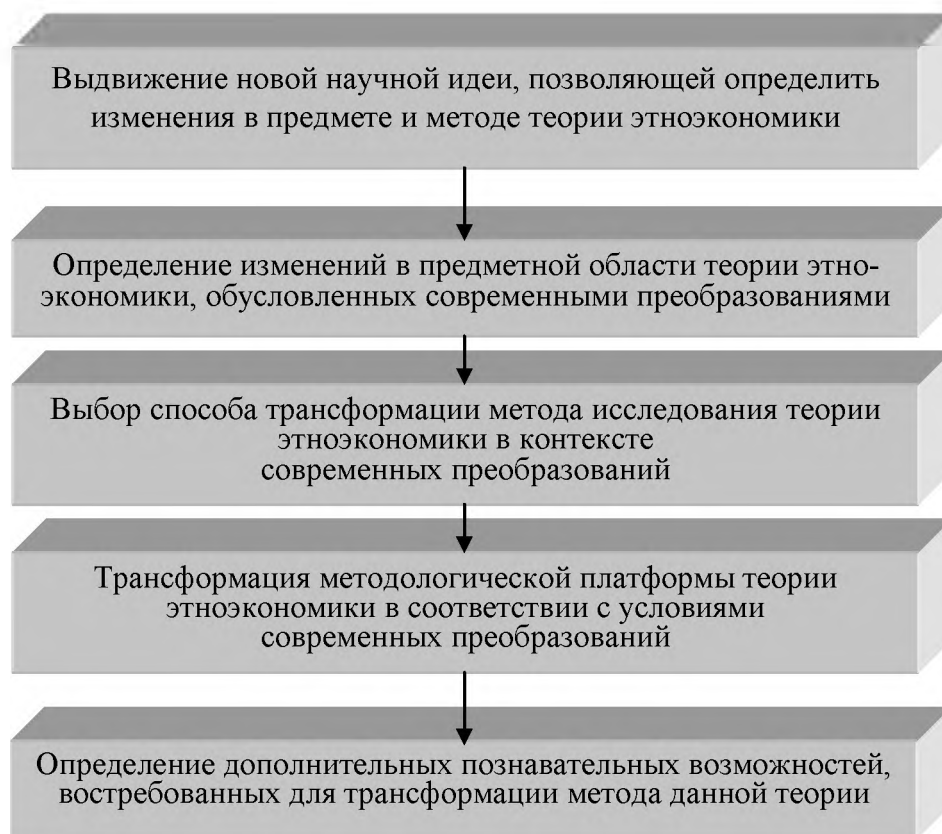 Выдвижение новой научной идеи, позволяющей определить
изменения в предмете и методе теории этноэкономики
Определение изменений в предметной области теории этно-
экономики, обусловленных современными преобразованиями
Выбор способа трансформации метода исследования теории
этноэкономики в контексте
современных преобразований
Трансформация методологической платформы теории
этноэкономики в соответствии с условиями
современных преобразований
Определение дополнительных познавательных возможностей,
востребованных для трансформации метода данной теории